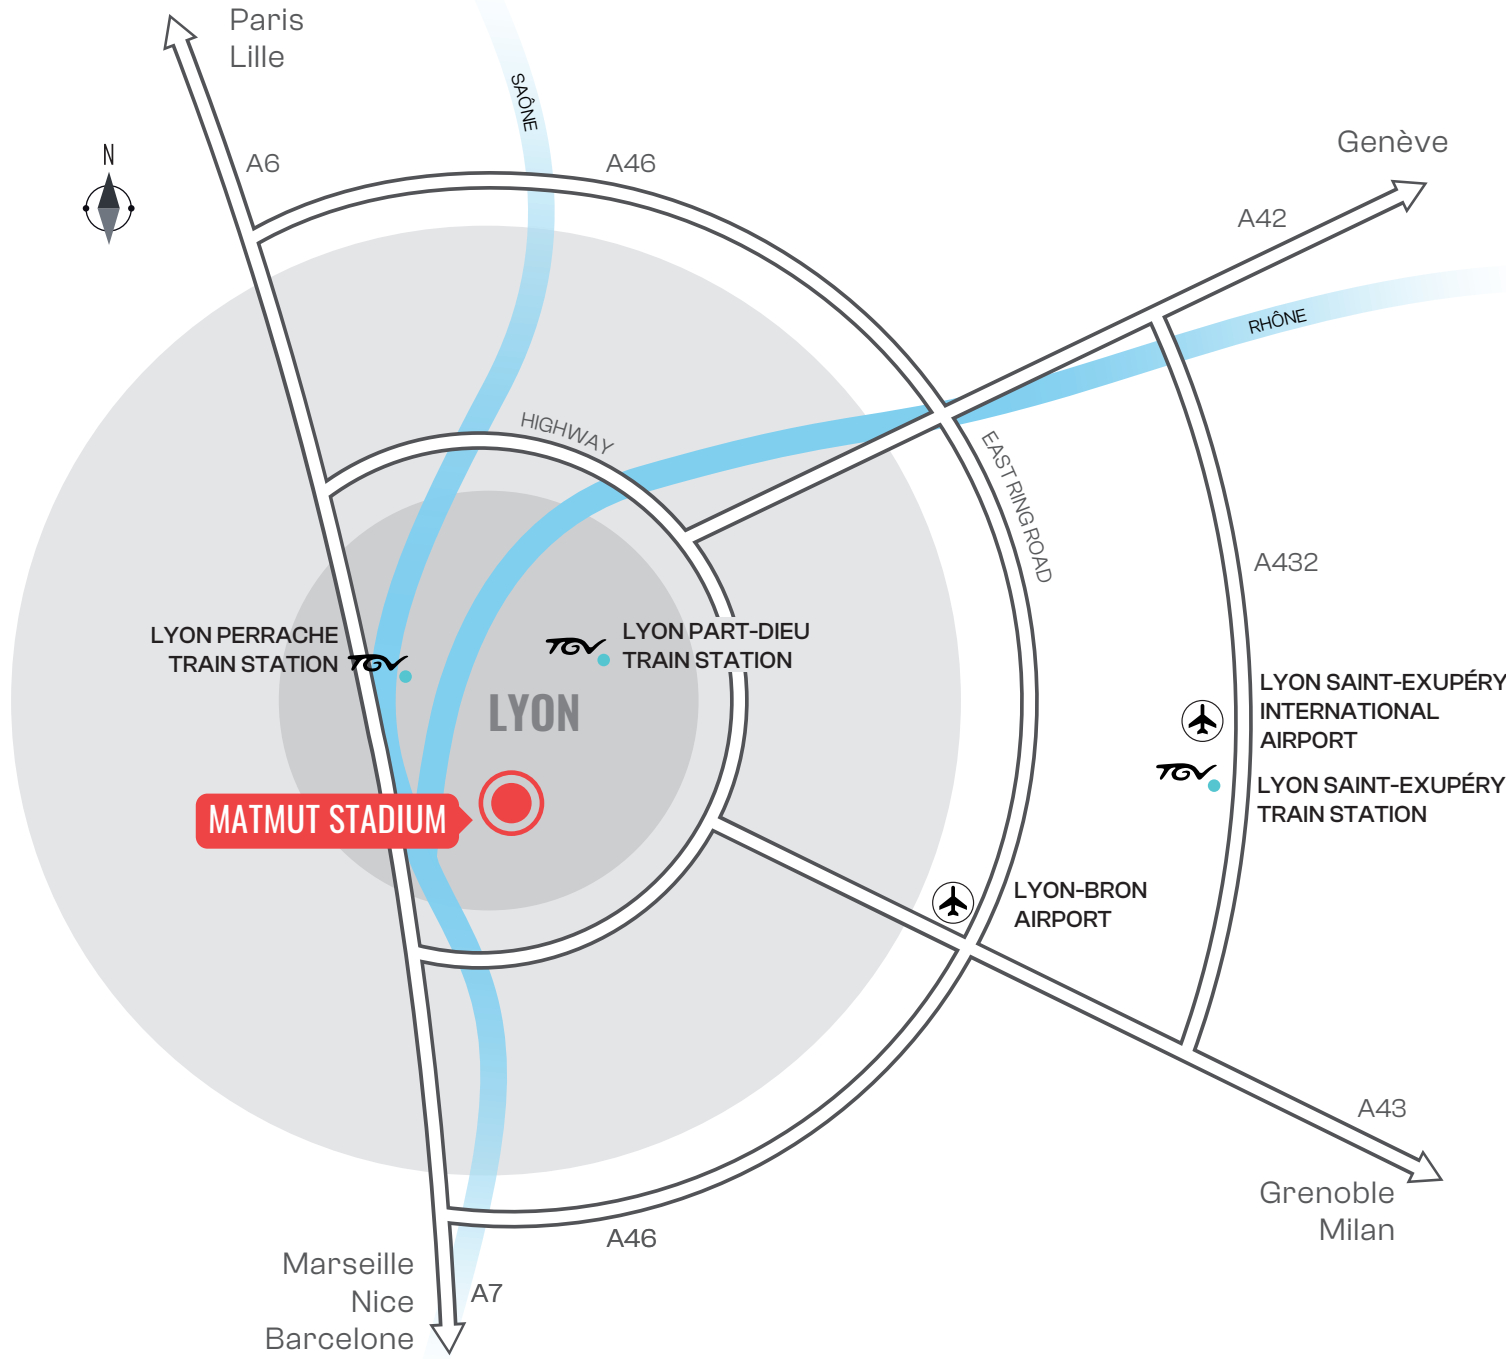 Paris
Lille
SAÔNE
N
A6
A46
Genève
A42
RHÔNE
HIGHWAY
EAST RING ROAD
A432
LYON PERRACHE
TRAIN STATION
TGV
TGV
LYON PART-DIEU
TRAIN STATION
LYON
LYON SAINT-EXUPÉRY
INTERNATIONAL
AIRPORT
TGV
LYON SAINT-EXUPÉRY
TRAIN STATION
MATMUT STADIUM
LYON-BRON
AIRPORT
A43
Grenoble
Milan
A46
Marseille
Nice
Barcelone
A7